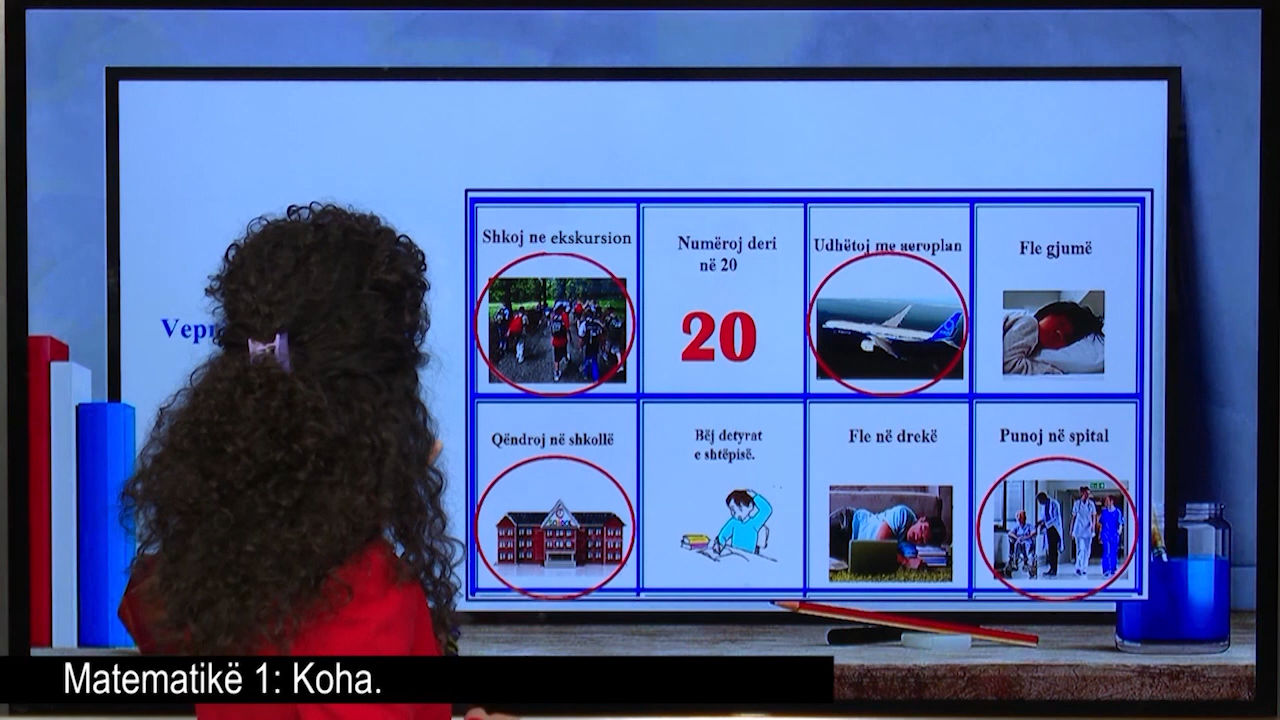 Shkoj ne ekskursion
Numëroj deri
në 20
20
Udhëtoj me aeroplan
Fle gjumë
Qëndroj në shkollë
Bëj detyrat
e shtëpisë.
Fle në drekë
Punoj në spital
Matematikë 1: Koha.